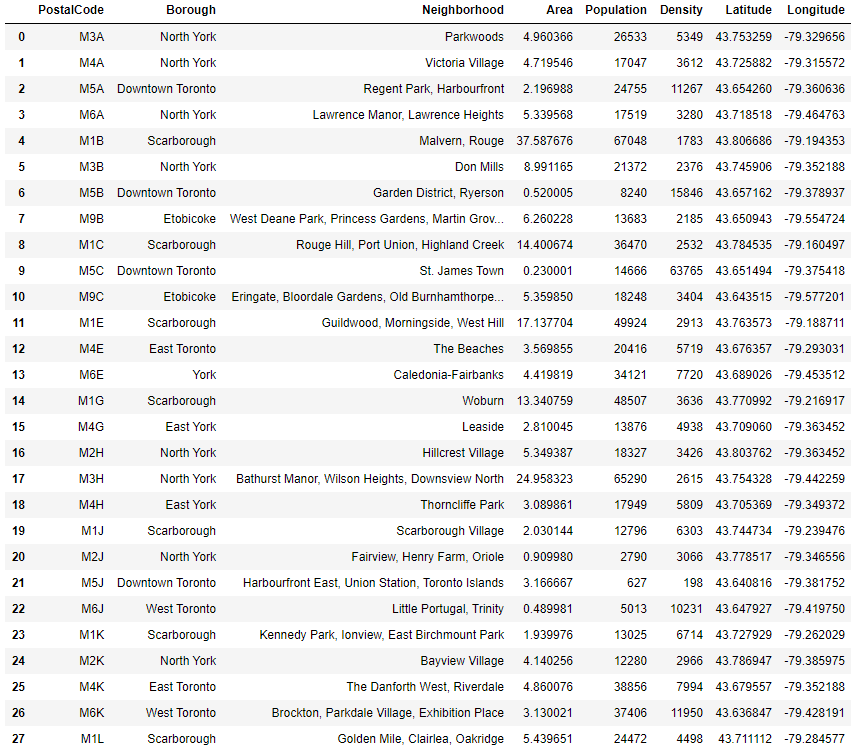 PostalCode Borough Neighborhood Area Population Density Latitude Longitude
0 M3A North York Parkwoods 4.960366 26533 5349 43.753259 -79.329656
1 M4A North York Victoria Village 4.719546 17047 3612 43.725882 -79.315572
2 M5A Downtown Toronto Regent Park, Harbourfront 2.196988 24755 11267 43.654260 -79.360636
3 M6A North York Lawrence Manor, Lawrence Heights 5.339568 17519 3280 43.718518 -79.464763
4 M1B Scarborough Malvern, Rouge 37.587676 67048 1783 43.806686 -79.194353
5 M3B North York Don Mills 8.991165 21372 2376 43.745906 -79.352188
6 M5B Downtown Toronto Garden District, Ryerson 0.520005 8240 15846 43.657162 -79.378937
7 M9B Etobicoke West Deane Park, Princess Gardens, Martin Grov... 6.260228 13683 2185 43.650943 -79.554724
8 M1C Scarborough Rouge Hill, Port Union, Highland Creek 14.400674 36470 2532 43.784535 -79.160497
9 M5C Downtown Toronto St. James Town 0.230001 14666 63765 43.651494 -79.375418
10 M9C Etobicoke Eringate, Bloordale Gardens, Old Burnhamthorpe... 5.359850 18248 3404 43.643515 -79.577201
11 M1E Scarborough Guildwood, Morningside, West Hill 17.137704 49924 2913 43.763573 -79.188711
12 M4E East Toronto The Beaches 3.569855 20416 5719 43.676357 -79.293031
13 M6E York Caledonia-Fairbanks 4.419819 34121 7720 43.689026 -79.453512
14 M1G Scarborough Woburn 13.340759 48507 3636 43.770992 -79.216917
15 M4G East York Leaside 2.810045 13876 4938 43.709060 -79.363452
16 M2H North York Hillcrest Village 5.349387 18327 3426 43.803762 -79.363452
17 M3H North York Bathurst Manor, Wilson Heights, Downsview North 24.958323 65290 2615 43.754328 -79.442259
18 M4H East York Thorncliffe Park 3.089861 17949 5809 43.705369 -79.349372
19 M1J Scarborough Scarborough Village 2.030144 12796 6303 43.744734 -79.239476
20 M2J North York Fairview, Henry Farm, Oriole 0.909980 2790 3066 43.778517 -79.346556
21 M5J Downtown Toronto Harbourfront East, Union Station, Toronto Islands 3.166667 627 198 43.640816 -79.381752
22 M6J West Toronto Little Portugal, Trinity 0.489981 5013 10231 43.647927 -79.419750
23 M1K Scarborough Kennedy Park, Ionview, East Birchmount Park 1.939976 13025 6714 43.727929 -79.262029
24 M2K North York Bayview Village 4.140256 12280 2966 43.786947 -79.385975
25 M4K East Toronto The Danforth West, Riverdale 4.860076 38856 7994 43.679557 -79.352188
26 M6K West Toronto Brockton, Parkdale Village, Exhibition Place 3.130021 37406 11950 43.636847 -79.428191
27 M1L Scarborough Golden Mile, Clairlea, Oakridge 5.439651 24472 4498 43.711112 -79.284577